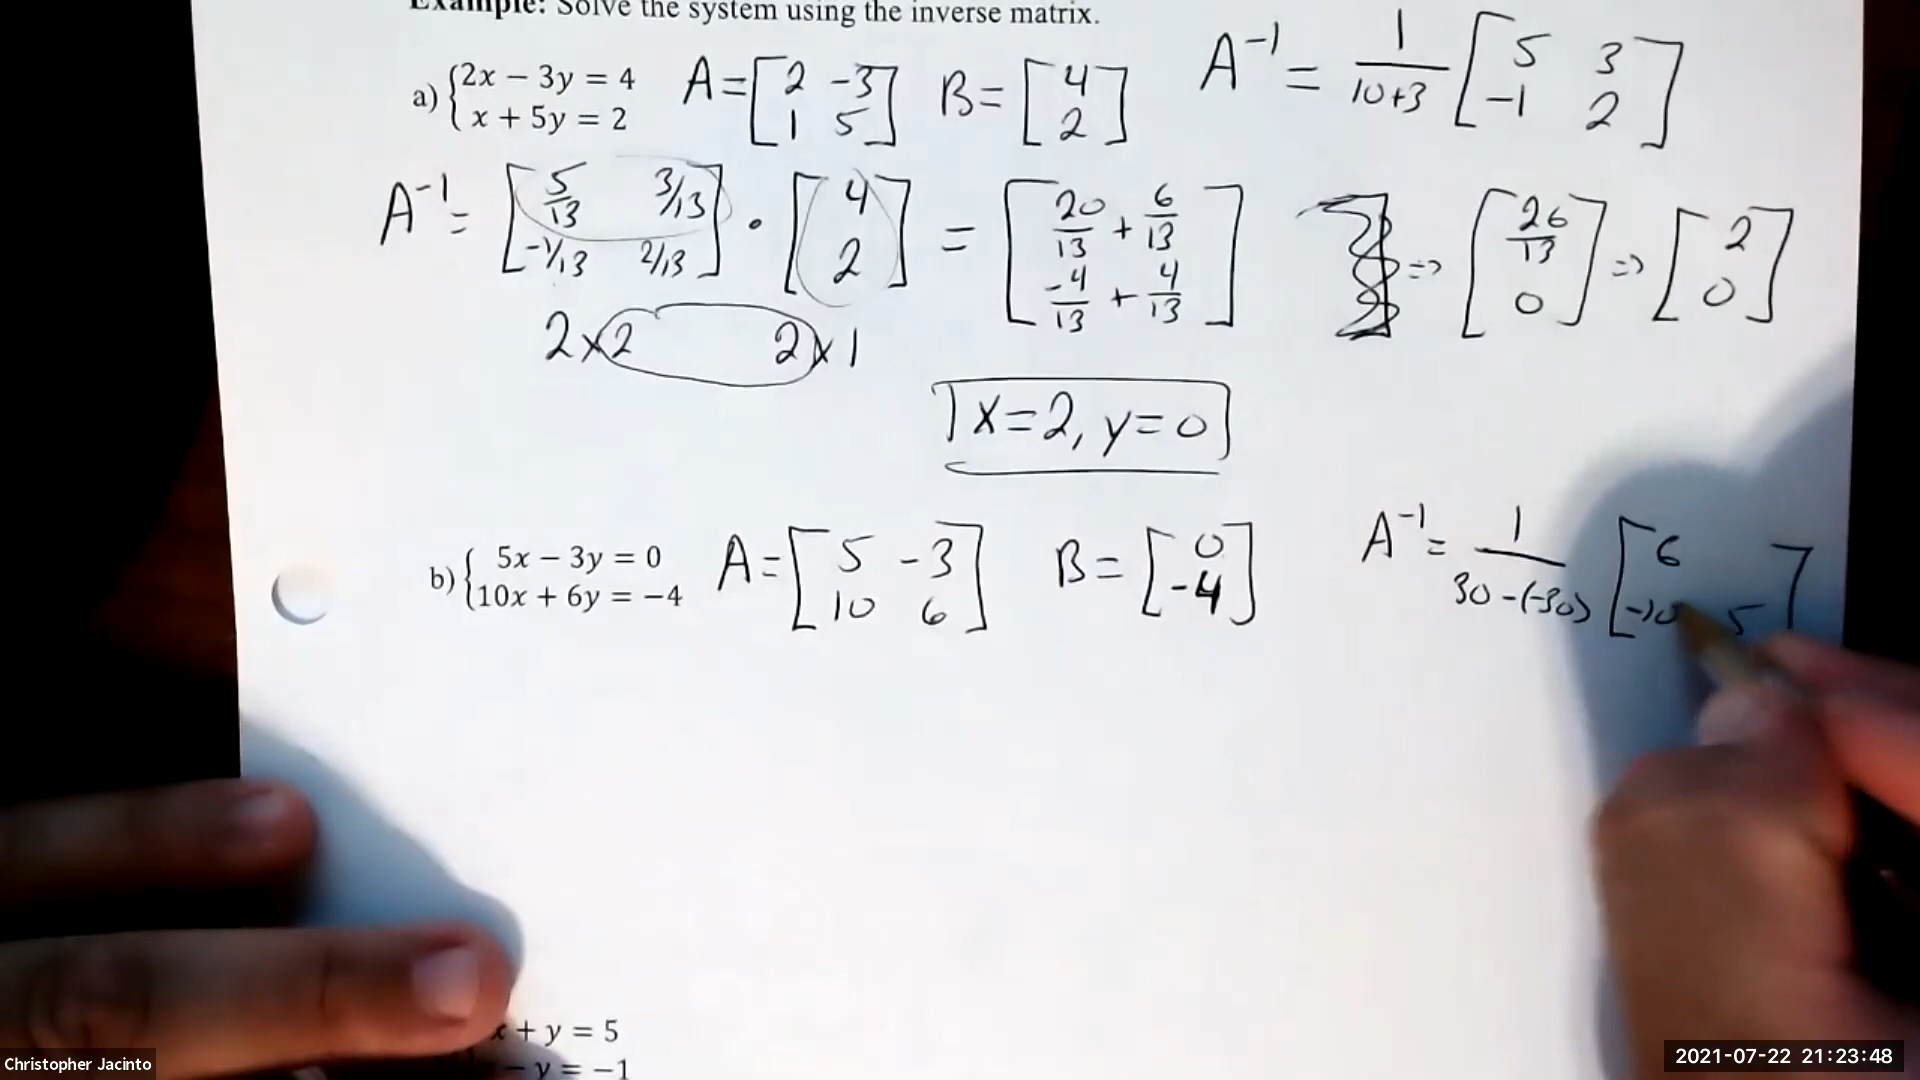 Example: Solve the system using the inverse matrix.
a) {2x − 3y = 4 A = [2 -3 B = [4 A⁻¹ = 1/(10+3) [5 3
x + 5y = 2 1 5] 2] -1 2]
A⁻¹ = [5/13 3/13 · [4 = [20/13 + 6/13 => [26/13 => [2
-1/13 2/13] 2] -4/13 + 4/13] 0] 0]
2x2 2x1
x=2, y=0
b) {5x − 3y = 0 A = [5 -3 B = [0 A⁻¹ = 1/(30-(-30)) [6
10x + 6y = −4 10 6] -4] -10 5]
+ y = 5
− y = −1
Christopher Jacinto
2021-07-22 21:23:48